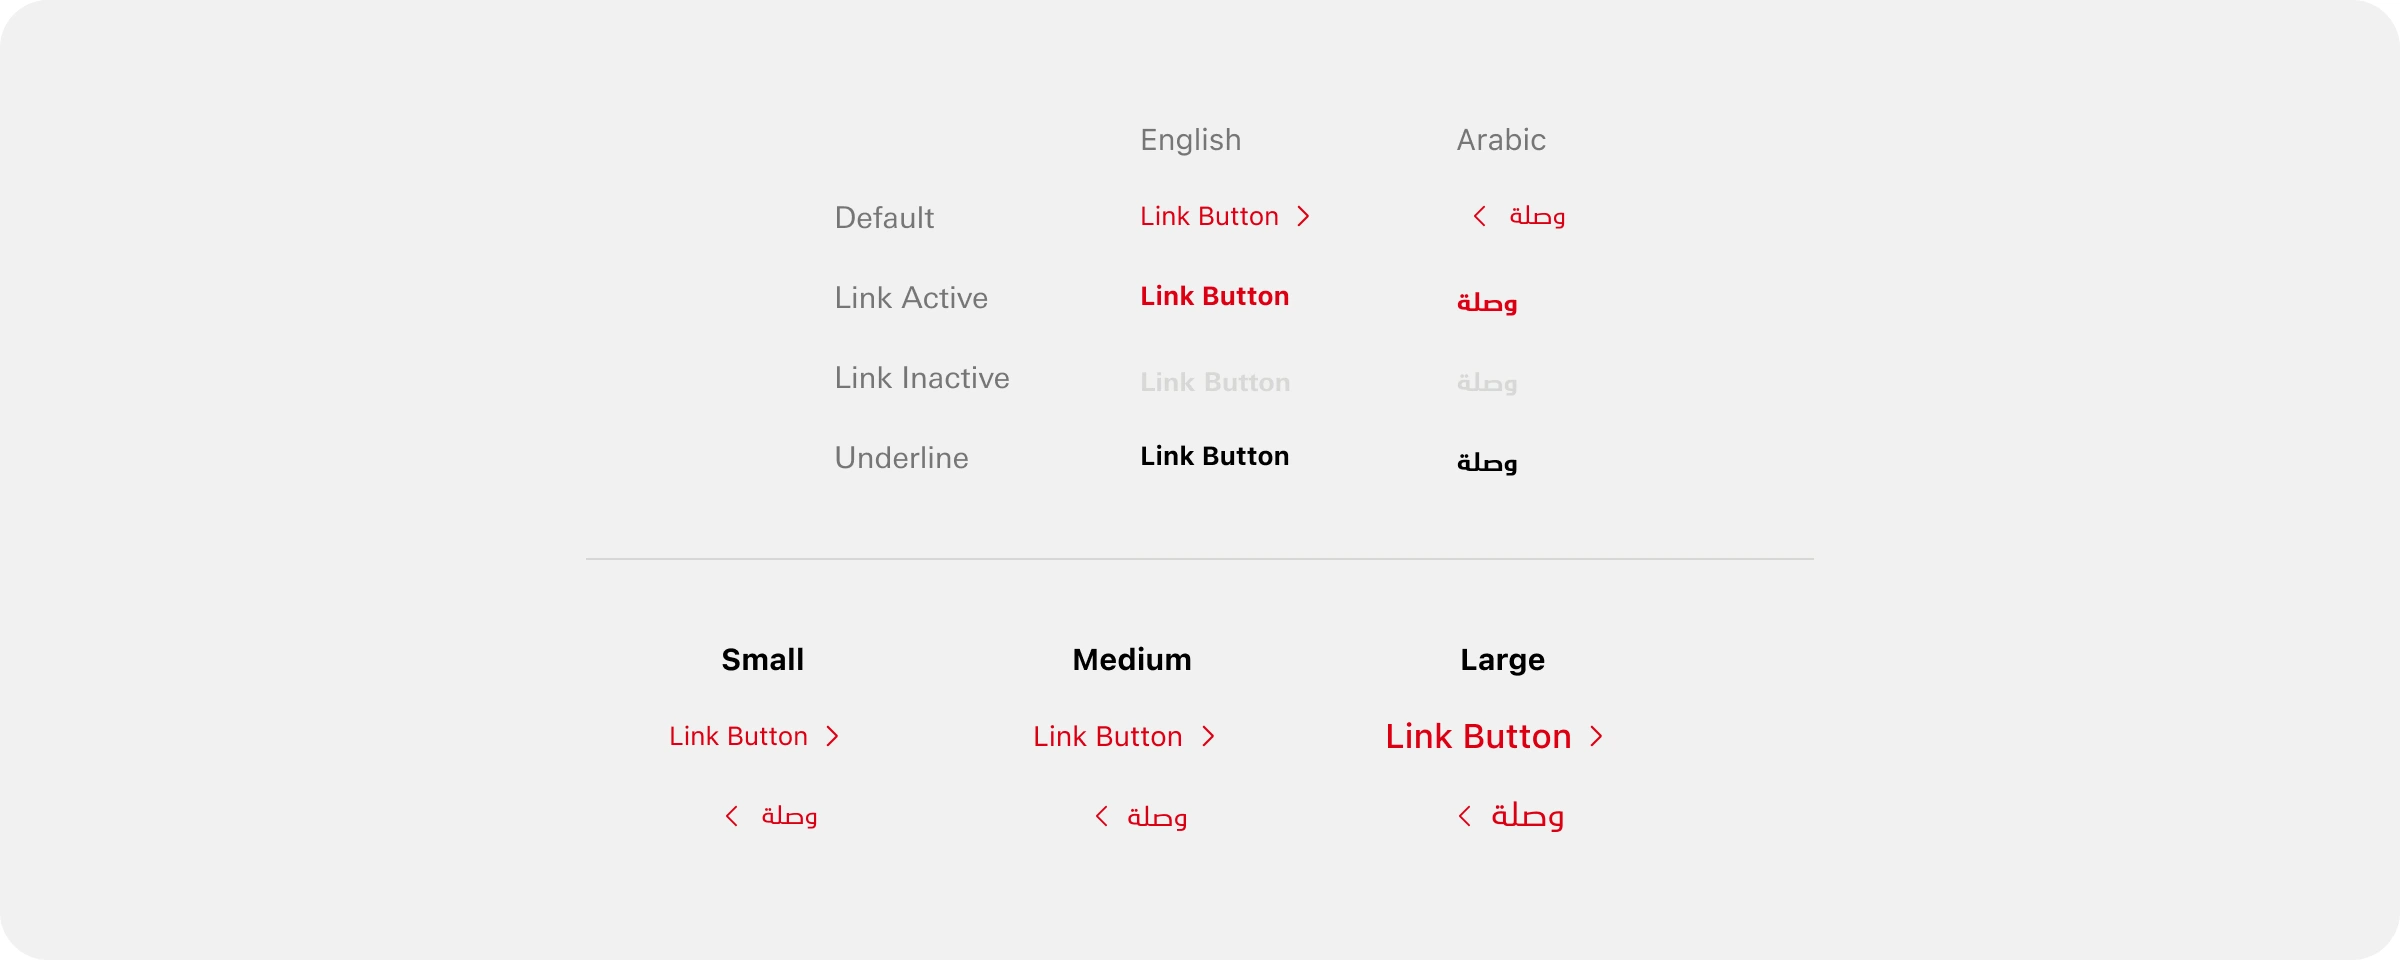 English Arabic
Default Link Button وصلة
Link Active Link Button وصلة
Link Inactive Link Button وصلة
Underline Link Button وصلة
Small Medium Large
Link Button Link Button Link Button
وصلة وصلة وصلة